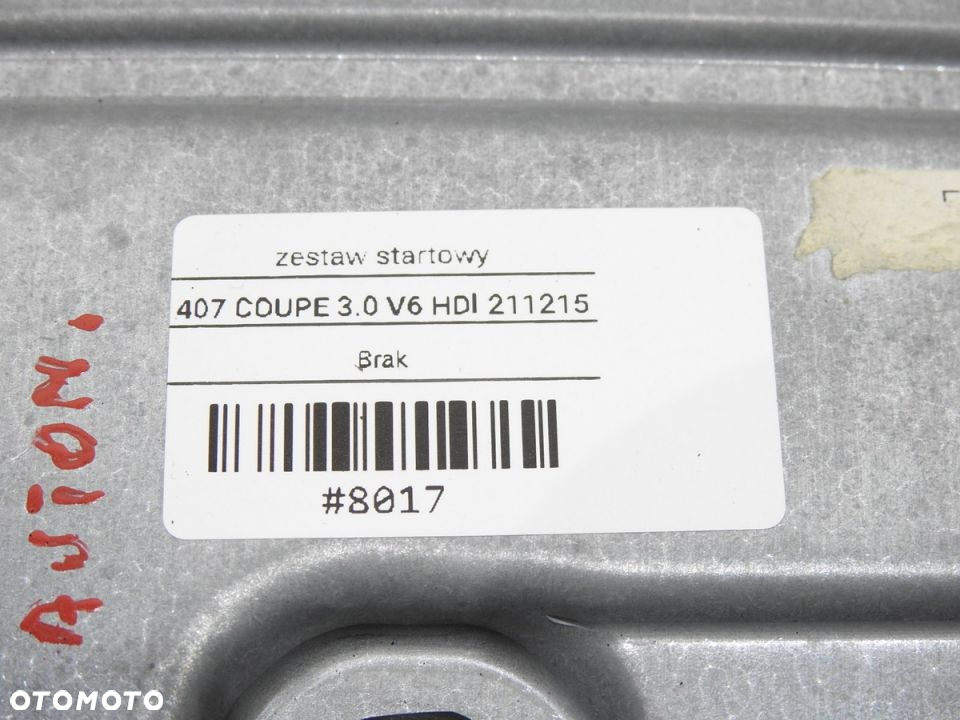 zestaw startowy
407 COUPE 3.0 V6 HDI 211215
Brak
#8017
OTOMOTO